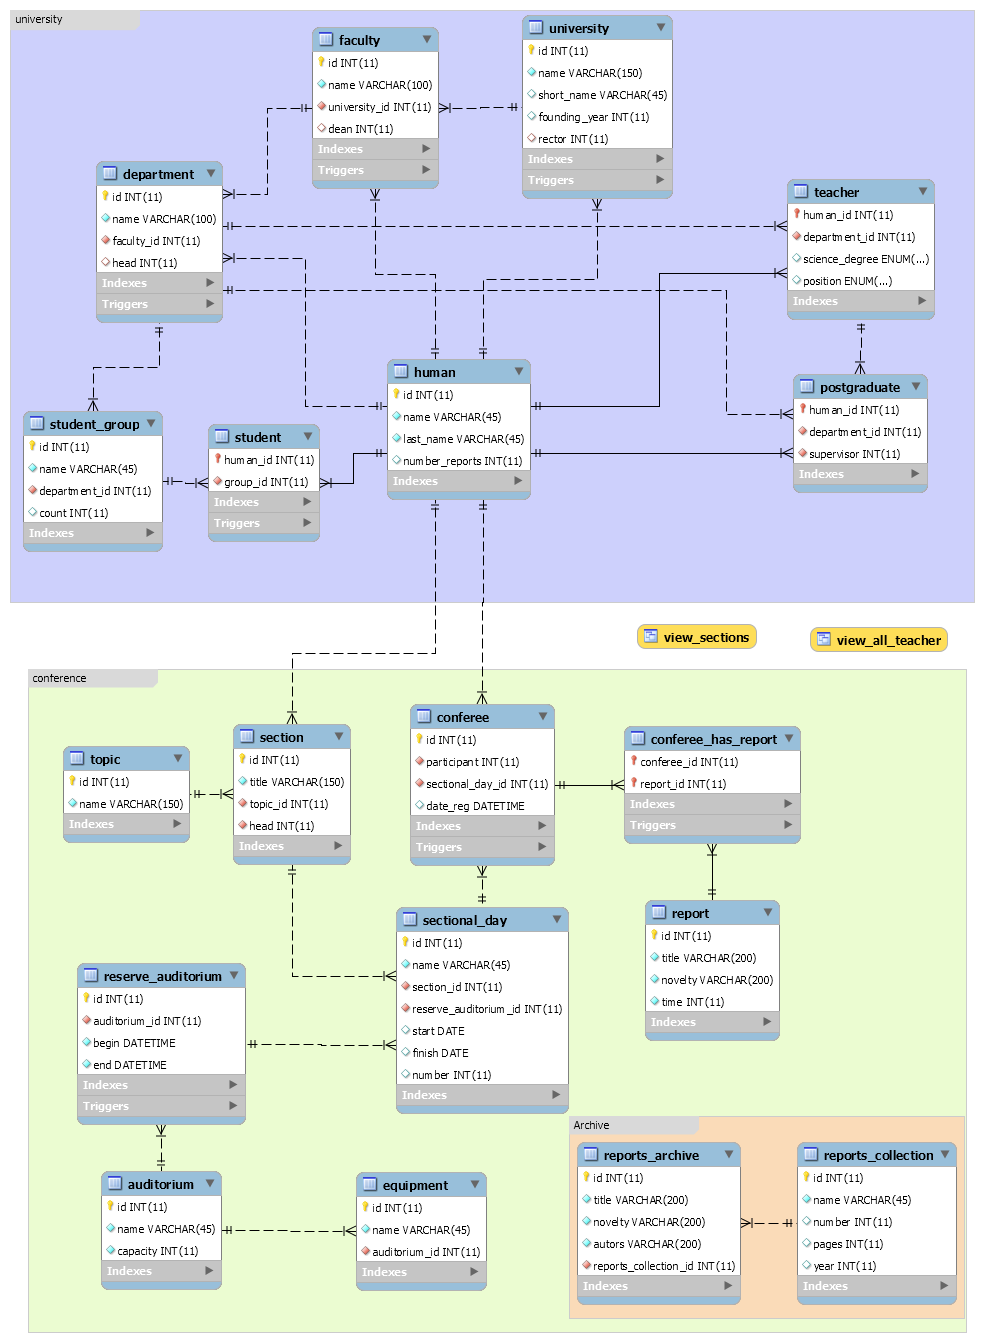 university
faculty
id INT(11)
name VARCHAR(100)
university_id INT(11)
dean INT(11)
Indexes
Triggers
university
id INT(11)
name VARCHAR(150)
short_name VARCHAR(45)
founding_year INT(11)
rector INT(11)
Indexes
Triggers
department
id INT(11)
name VARCHAR(100)
faculty_id INT(11)
head INT(11)
Indexes
Triggers
teacher
human_id INT(11)
department_id INT(11)
science_degree ENUM(...)
position ENUM(...)
Indexes
human
id INT(11)
name VARCHAR(45)
last_name VARCHAR(45)
number_reports INT(11)
Indexes
postgraduate
human_id INT(11)
department_id INT(11)
supervisor INT(11)
Indexes
student_group
id INT(11)
name VARCHAR(45)
department_id INT(11)
count INT(11)
Indexes
student
human_id INT(11)
group_id INT(11)
Indexes
Triggers
view_sections
view_all_teacher
conference
topic
id INT(11)
name VARCHAR(150)
Indexes
section
id INT(11)
title VARCHAR(150)
topic_id INT(11)
head INT(11)
Indexes
conferee
id INT(11)
participant INT(11)
sectional_day_id INT(11)
date_reg DATETIME
Indexes
Triggers
conferee_has_report
conferee_id INT(11)
report_id INT(11)
Indexes
Triggers
sectional_day
id INT(11)
name VARCHAR(45)
section_id INT(11)
reserve_auditorium_id INT(11)
start DATE
finish DATE
number INT(11)
Indexes
report
id INT(11)
title VARCHAR(200)
novelty VARCHAR(200)
time INT(11)
Indexes
reserve_auditorium
id INT(11)
auditorium_id INT(11)
begin DATETIME
end DATETIME
Indexes
Triggers
auditorium
id INT(11)
name VARCHAR(45)
capacity INT(11)
Indexes
equipment
id INT(11)
name VARCHAR(45)
auditorium_id INT(11)
Indexes
Archive
reports_archive
id INT(11)
title VARCHAR(200)
novelty VARCHAR(200)
autors VARCHAR(200)
reports_collection_id INT(11)
Indexes
reports_collection
id INT(11)
name VARCHAR(45)
number INT(11)
pages INT(11)
year INT(11)
Indexes